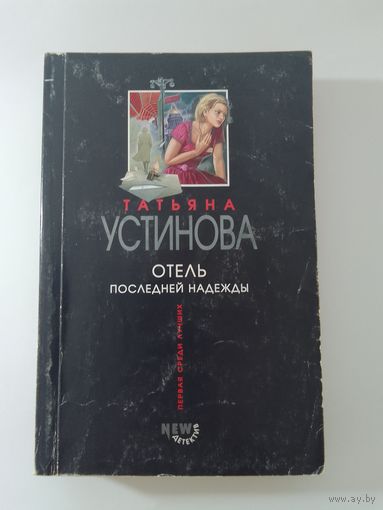 ТАТЬЯНА
УСТИНОВА
ОТЕЛЬ
ПОСЛЕДНЕЙ НАДЕЖДЫ
ПЕРВАЯ СРЕДИ ЛУЧШИХ
NEW
ДЕТЕКТИВ
www.ay.by